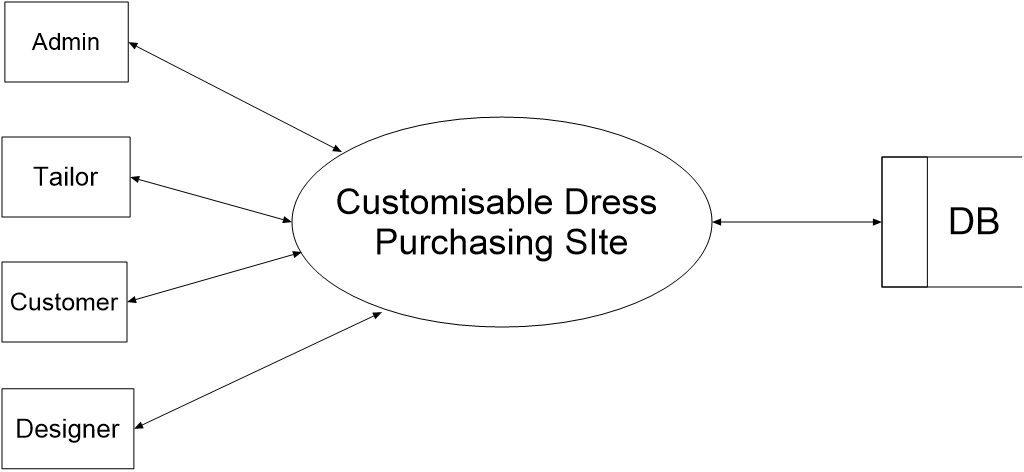 Admin
Tailor
Customer
Designer
Customisable Dress
Purchasing SIte
DB